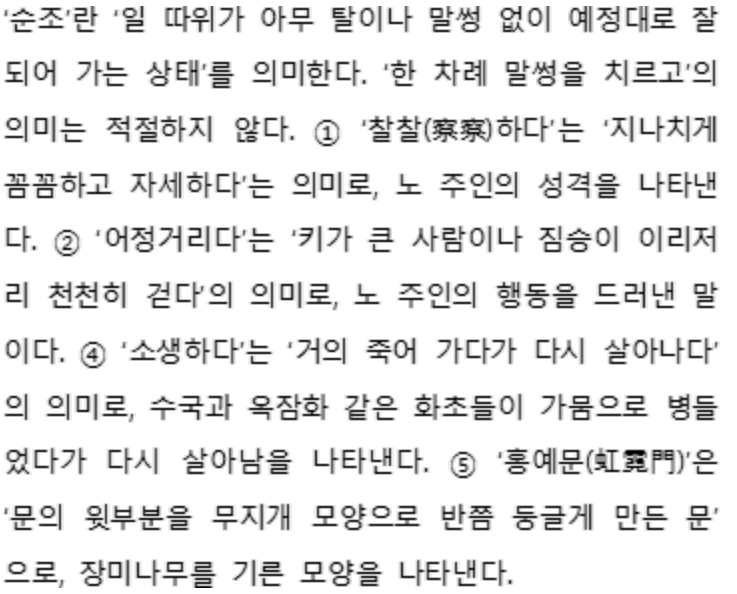 ‘순조’란 ‘일 따위가 아무 탈이나 말썽 없이 예정대로 잘
되어 가는 상태’를 의미한다. ‘한 차례 말썽을 치르고’의
의미는 적절하지 않다. ① ‘찰찰(察察)하다’는 ‘지나치게
꼼꼼하고 자세하다’는 의미로, 노 주인의 성격을 나타낸
다. ② ‘어정거리다’는 ‘키가 큰 사람이나 짐승이 이리저
리 천천히 걷다’의 의미로, 노 주인의 행동을 드러낸 말
이다. ④ ‘소생하다’는 ‘거의 죽어 가다가 다시 살아나다’
의 의미로, 수국과 옥잠화 같은 화초들이 가뭄으로 병들
었다가 다시 살아남을 나타낸다. ⑤ ‘홍예문(虹霓門)’은
‘문의 윗부분을 무지개 모양으로 반쯤 둥글게 만든 문’
으로, 장미나무를 기른 모양을 나타낸다.